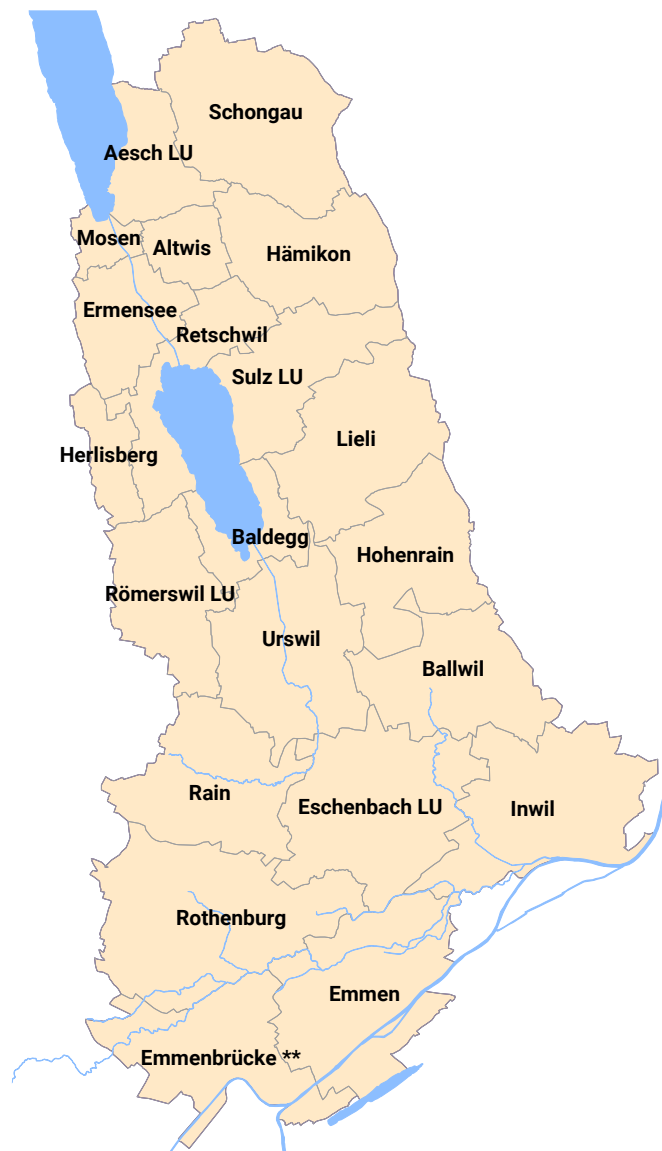 Schongau
Aesch LU
Mosen
Altwis
Hämikon
Ermensee
Retschwil
Sulz LU
Lieli
Herlisberg
Baldegg
Hohenrain
Römerswil LU
Urswil
Ballwil
Rain
Eschenbach LU
Inwil
Rothenburg
Emmen
Emmenbrücke **